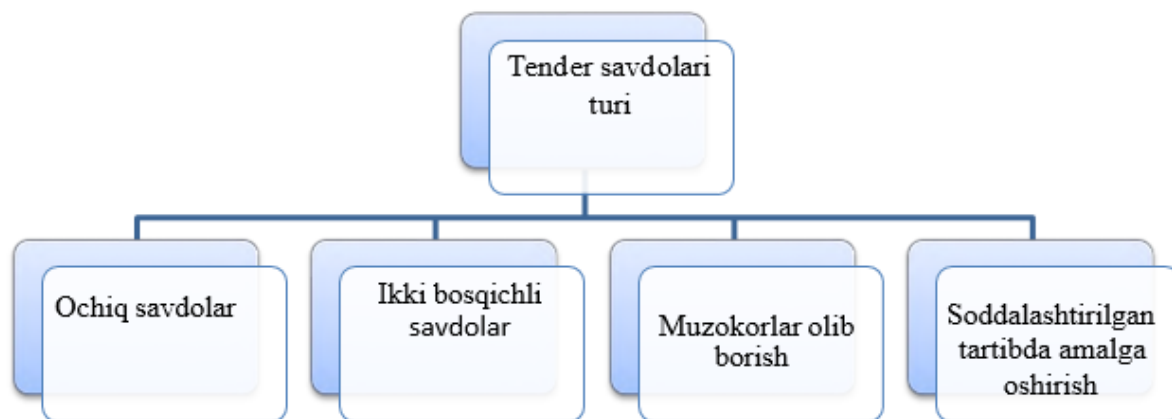 Tender savdolari
turi
Ochiq savdolar
Ikki bosqichli
savdolar
Muzokorlar olib
borish
Soddalashtirilgan
tartibda amalga
oshirish